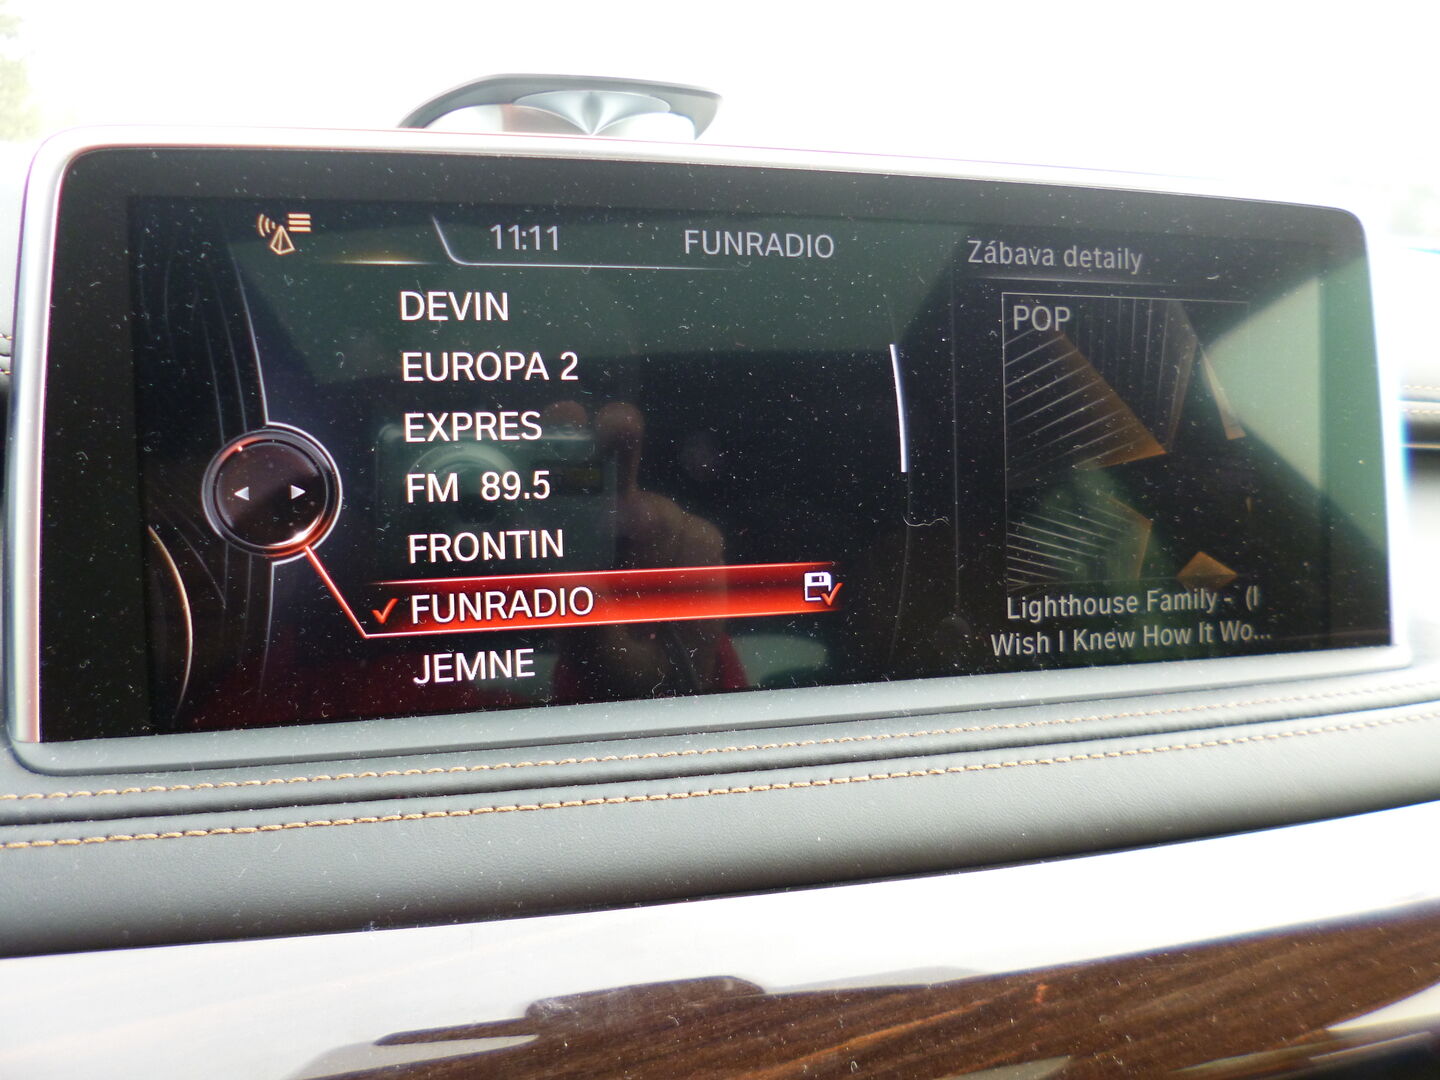 11:11
FUNRADIO
Zábava detaily
DEVIN
EUROPA 2
EXPRES
FM 89.5
FRONTIN
FUNRADIO
JEMNE
POP
Lighthouse Family - (I
Wish I Knew How It Wo...